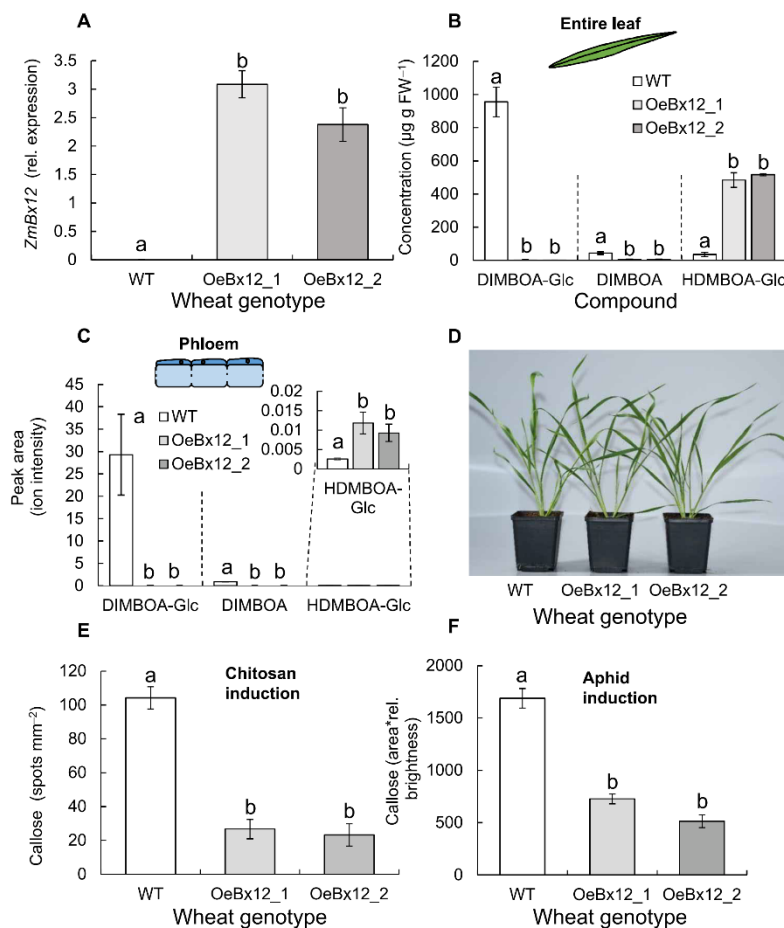 A
ZmBx12 (rel. expression)
3.5
3
2.5
2
1.5
1
0.5
0
a
b
b
WT
OeBx12_1
OeBx12_2
Wheat genotype
B
Entire leaf
Concentration (µg g FW⁻¹)
1200
1000
800
600
400
200
0
WT
OeBx12_1
OeBx12_2
a
b b
a
b b
a
b b
DIMBOA-Glc
DIMBOA
HDMBOA-Glc
Compound
C
Phloem
Peak area
(ion intensity)
45
40
35
30
25
20
15
10
5
0
WT
OeBx12_1
OeBx12_2
a
b b
a
b b
0.02
0.015
0.01
0.005
0
a
b
b
HDMBOA-
Glc
DIMBOA-Glc
DIMBOA
HDMBOA-Glc
D
WT
OeBx12_1
OeBx12_2
Wheat genotype
E
Chitosan
induction
Callose (spots mm⁻²)
120
100
80
60
40
20
0
a
b
b
WT
OeBx12_1
OeBx12_2
Wheat genotype
F
Aphid
induction
Callose (area*rel.
brightness)
2000
1500
1000
500
0
a
b
b
WT
OeBx12_1
OeBx12_2
Wheat genotype